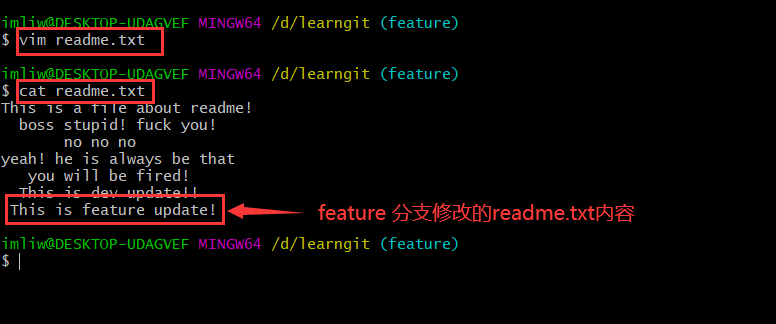 imliw@DESKTOP-UDAGVEF MINGW64 /d/learngit (feature)
$ vim readme.txt
imliw@DESKTOP-UDAGVEF MINGW64 /d/learngit (feature)
$ cat readme.txt
This is a file about readme!
boss stupid! fuck you!
no no no
yeah! he is always be that
you will be fired!
This is dev update!!
This is feature update!
feature 分支修改的readme.txt内容
imliw@DESKTOP-UDAGVEF MINGW64 /d/learngit (feature)
$